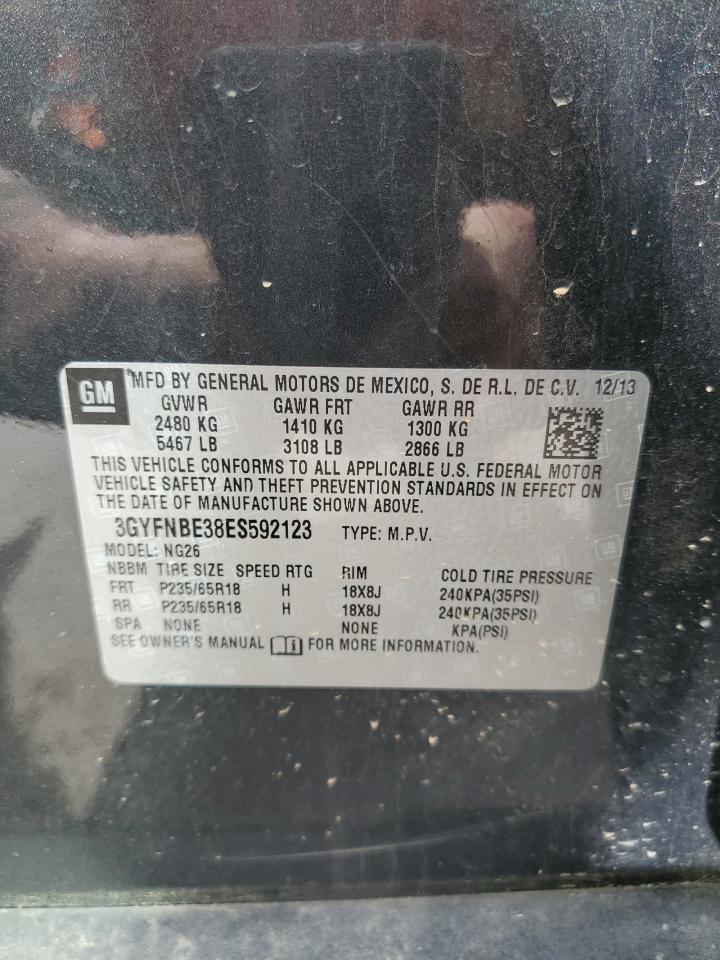 GM
MFD BY GENERAL MOTORS DE MEXICO, S. DE R.L. DE C.V. 12/13
GVWR GAWR FRT GAWR RR
2480 KG 1410 KG 1300 KG
5467 LB 3108 LB 2866 LB
THIS VEHICLE CONFORMS TO ALL APPLICABLE U.S. FEDERAL MOTOR
VEHICLE SAFETY AND THEFT PREVENTION STANDARDS IN EFFECT ON
THE DATE OF MANUFACTURE SHOWN ABOVE.
3GYFNBE38ES592123 TYPE: M.P.V.
MODEL: NG26
NBBM TIRE SIZE SPEED RTG RIM COLD TIRE PRESSURE
FRT P235/65R18 H 18X8J 240KPA(35PSI)
RR P235/65R18 H 18X8J 240KPA(35PSI)
SPA NONE NONE KPA(PSI)
SEE OWNER'S MANUAL FOR MORE INFORMATION.